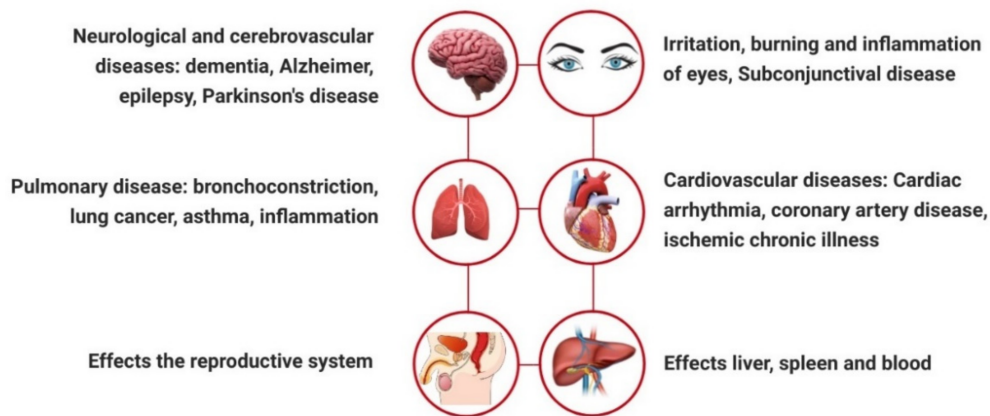 Neurological and cerebrovascular
diseases: dementia, Alzheimer,
epilepsy, Parkinson's disease
Irritation, burning and inflammation
of eyes, Subconjunctival disease
Pulmonary disease: bronchoconstriction,
lung cancer, asthma, inflammation
Cardiovascular diseases: Cardiac
arrhythmia, coronary artery disease,
ischemic chronic illness
Effects the reproductive system
Effects liver, spleen and blood